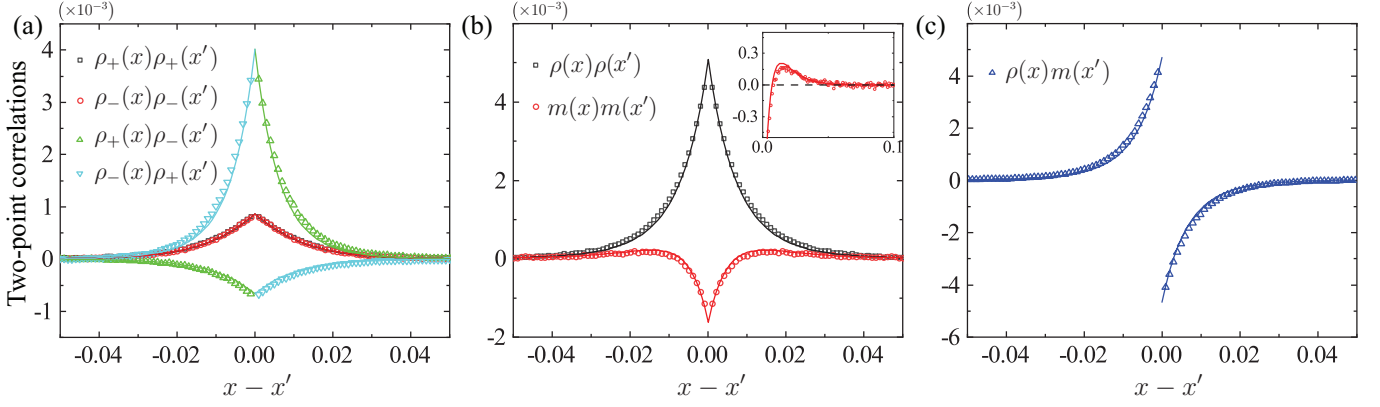 (×10⁻³)
(a)
Two-point correlations
4
3
2
1
0
-1
ρ₊(x)ρ₊(x′)
ρ₋(x)ρ₋(x′)
ρ₊(x)ρ₋(x′)
ρ₋(x)ρ₊(x′)
-0.04 -0.02 0.00 0.02 0.04
x − x′
(×10⁻³)
(b)
4
2
0
-2
ρ(x)ρ(x′)
m(x)m(x′)
0.3
0.0
-0.3
0.0 0.1
-0.04 -0.02 0.00 0.02 0.04
x − x′
(×10⁻³)
(c)
4
2
0
-2
-4
-6
ρ(x)m(x′)
-0.04 -0.02 0.00 0.02 0.04
x − x′